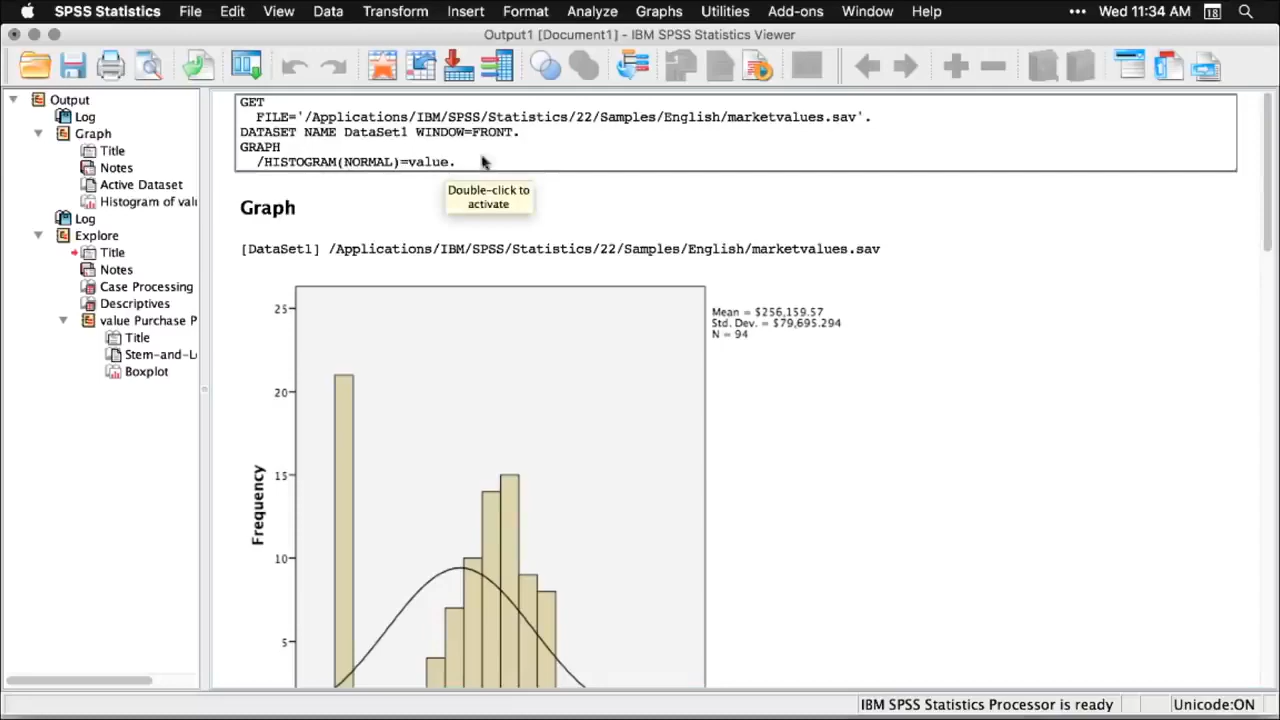 SPSS Statistics File Edit View Data Transform Insert Format Analyze Graphs Utilities Add-ons Window Help Wed 11:34 AM 18
Output1 [Document1] - IBM SPSS Statistics Viewer
Output
Log
Graph
Title
Notes
Active Dataset
Histogram of val
Log
Explore
Title
Notes
Case Processing
Descriptives
value Purchase P
Title
Stem-and-L
Boxplot
GET
FILE='/Applications/IBM/SPSS/Statistics/22/Samples/English/marketvalues.sav'.
DATASET NAME DataSet1 WINDOW=FRONT.
GRAPH
/HISTOGRAM(NORMAL)=value.
Double-click to
activate
Graph
[DataSet1] /Applications/IBM/SPSS/Statistics/22/Samples/English/marketvalues.sav
Mean = $256,159.57
Std. Dev. = $79,695.294
N = 94
25
20
15
10
5
Frequency
IBM SPSS Statistics Processor is ready Unicode:ON